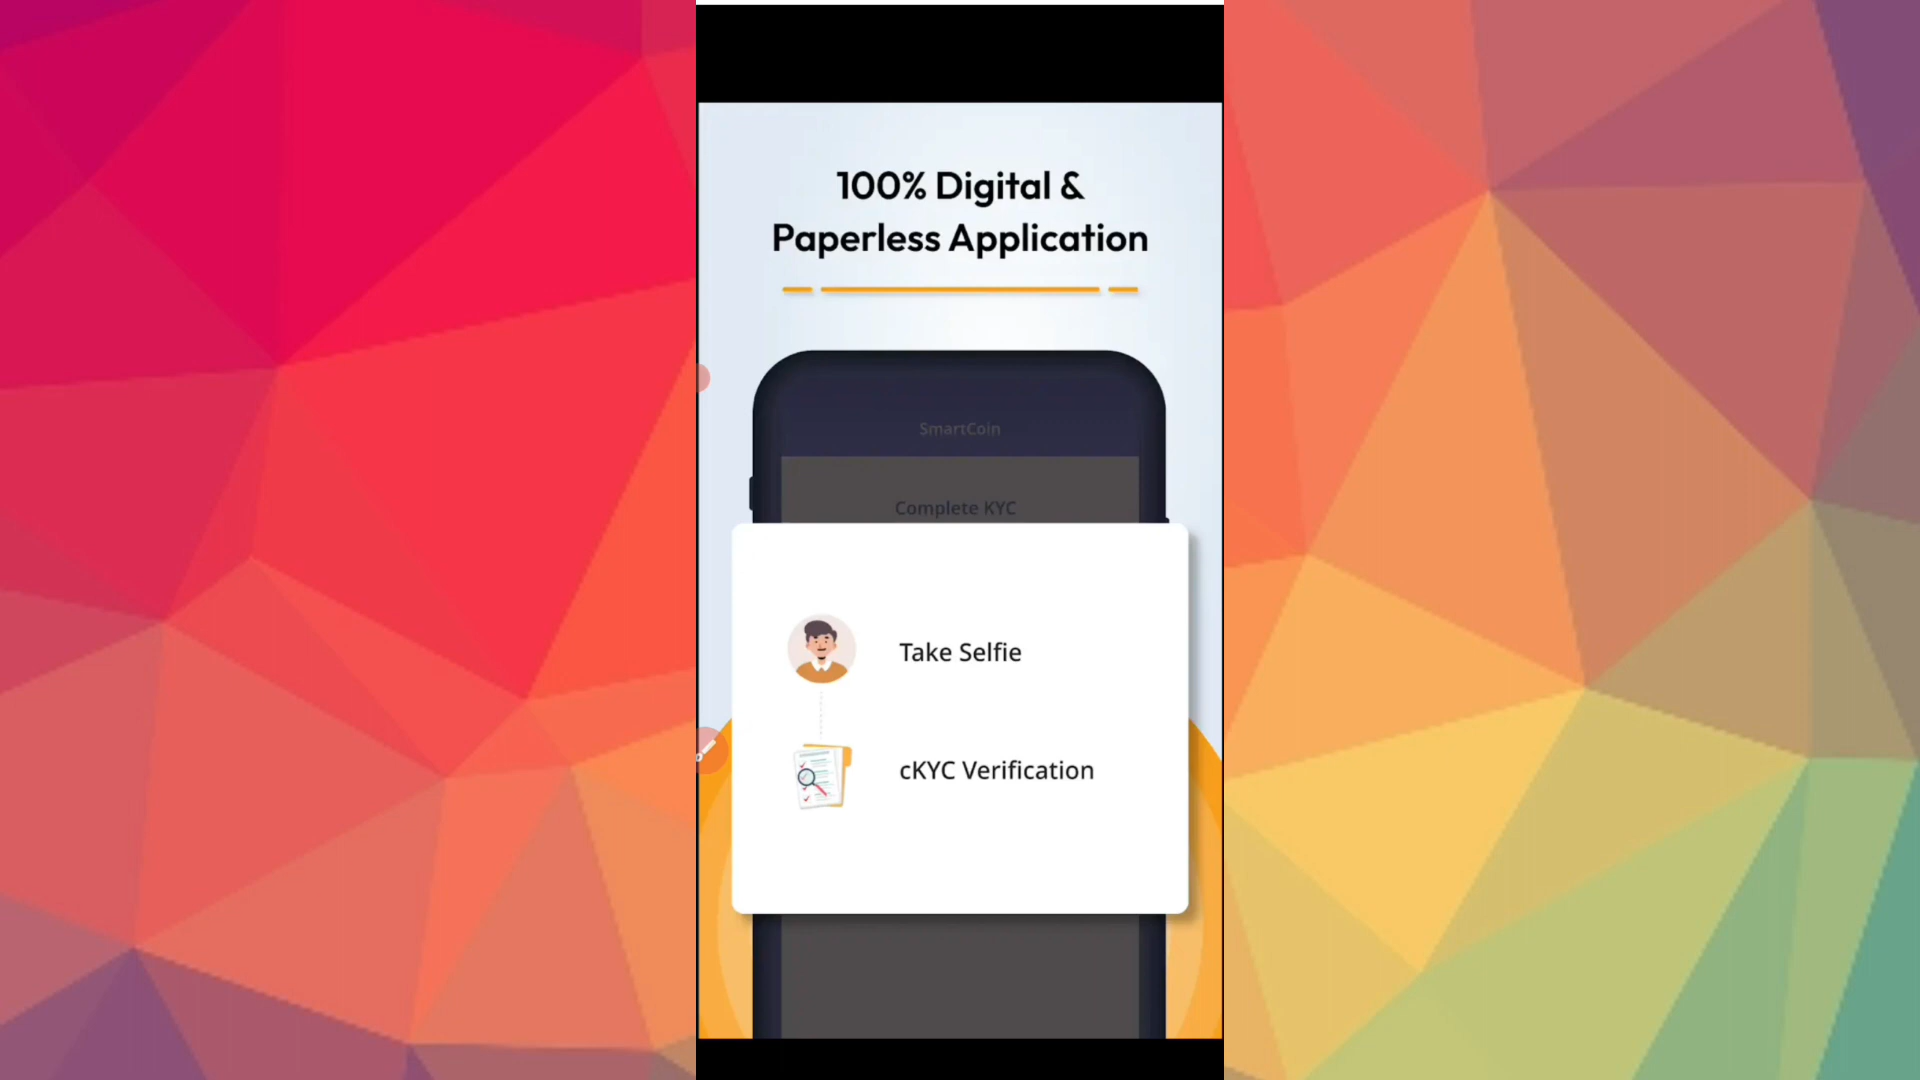 100% Digital &
Paperless Application
SmartCoin
Complete KYC
Take Selfie
cKYC Verification